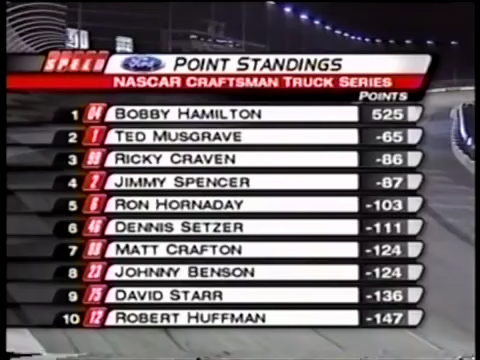 SPEED Ford POINT STANDINGS
NASCAR CRAFTSMAN TRUCK SERIES
POINTS
1 04 BOBBY HAMILTON 525
2 1 TED MUSGRAVE -65
3 99 RICKY CRAVEN -86
4 2 JIMMY SPENCER -87
5 6 RON HORNADAY -103
6 46 DENNIS SETZER -111
7 88 MATT CRAFTON -124
8 23 JOHNNY BENSON -124
9 75 DAVID STARR -136
10 12 ROBERT HUFFMAN -147